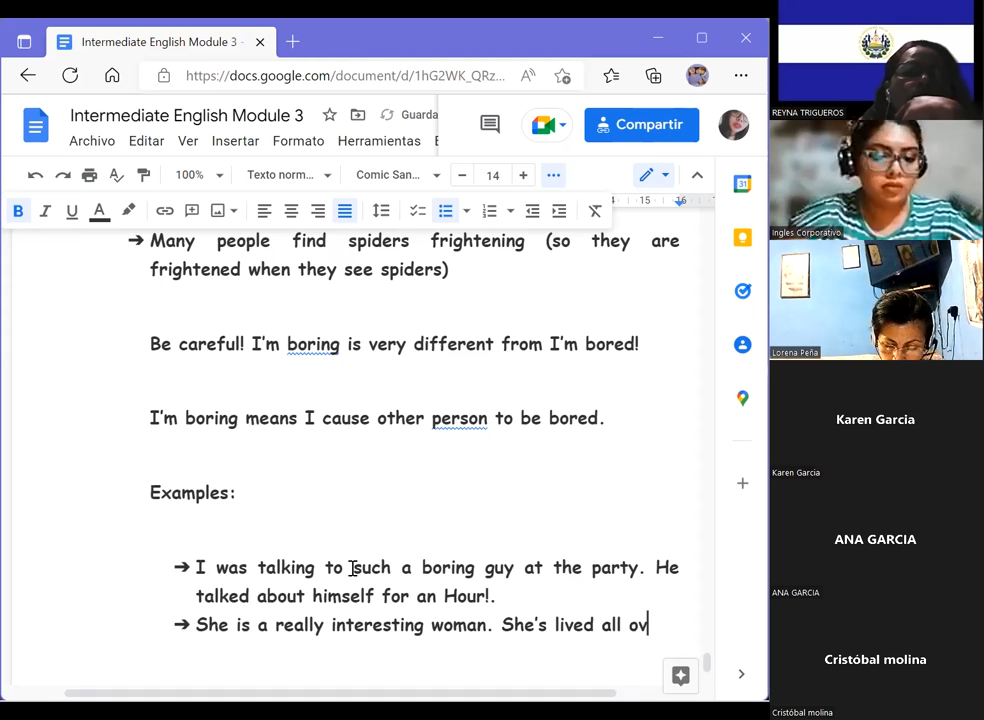 Intermediate English Module 3 -
https://docs.google.com/document/d/1hG2WK_QRz...
REYNA TRIGUEROS
Intermediate English Module 3
Guarda
Compartir
Archivo Editar Ver Insertar Formato Herramientas E
100% Texto norm... Comic San... 14
15 16
Ingles Corporativo
➔ Many people find spiders frightening (so they are
frightened when they see spiders)
Be careful! I'm boring is very different from I'm bored!
Lorena Peña
I'm boring means I cause other person to be bored.
Karen Garcia
Karen Garcia
Examples:
ANA GARCIA
ANA GARCIA
➔ I was talking to such a boring guy at the party. He
talked about himself for an Hour!.
➔ She is a really interesting woman. She's lived all ov
Cristóbal molina
Cristóbal molina